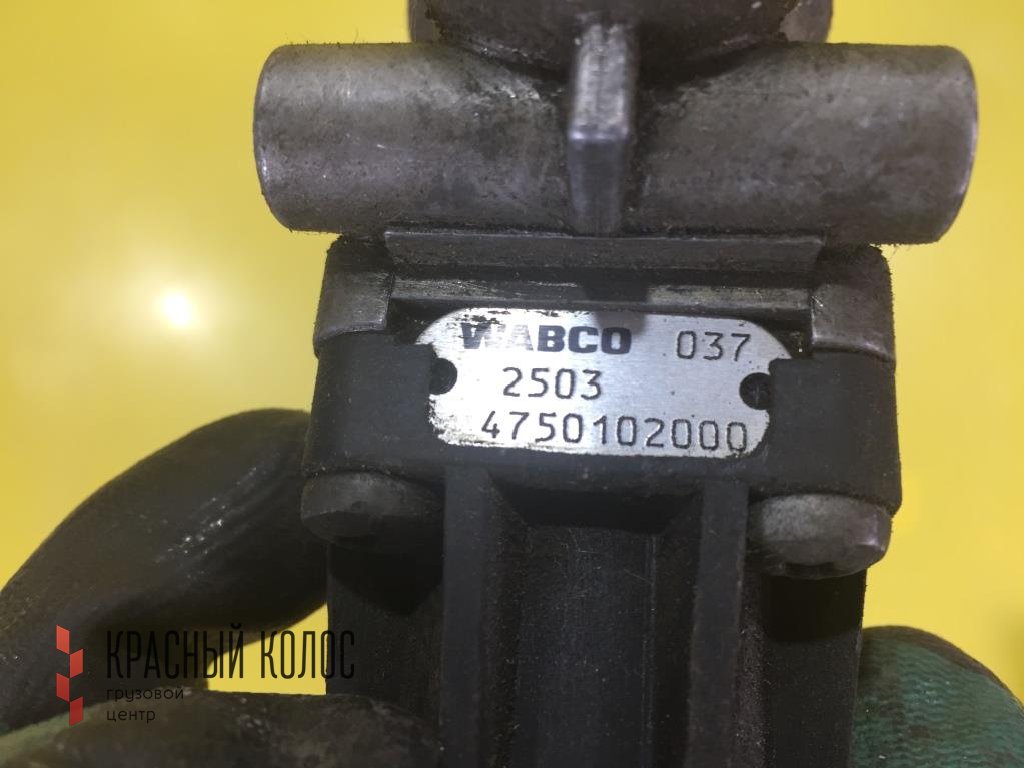 WABCO 037
2503
4750102000
КРАСНЫЙ КОЛОС
грузовой
центр